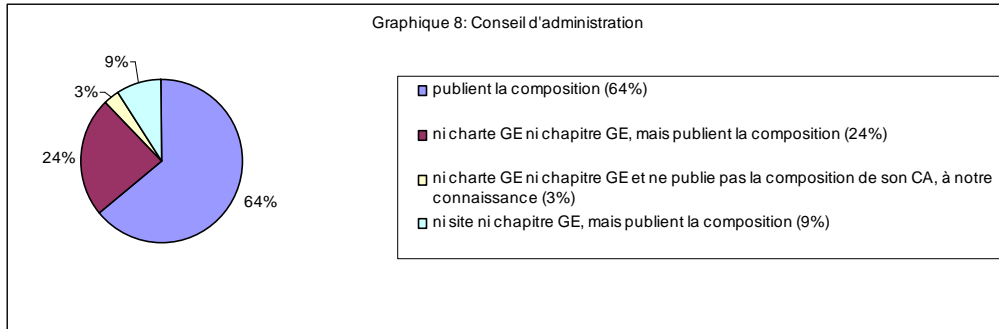 Graphique 8: Conseil d'administration
9%
3%
24%
64%
publient la composition (64%)
ni charte GE ni chapitre GE, mais publient la composition (24%)
ni charte GE ni chapitre GE et ne publie pas la composition de son CA, à notre
connaissance (3%)
ni site ni chapitre GE, mais publient la composition (9%)